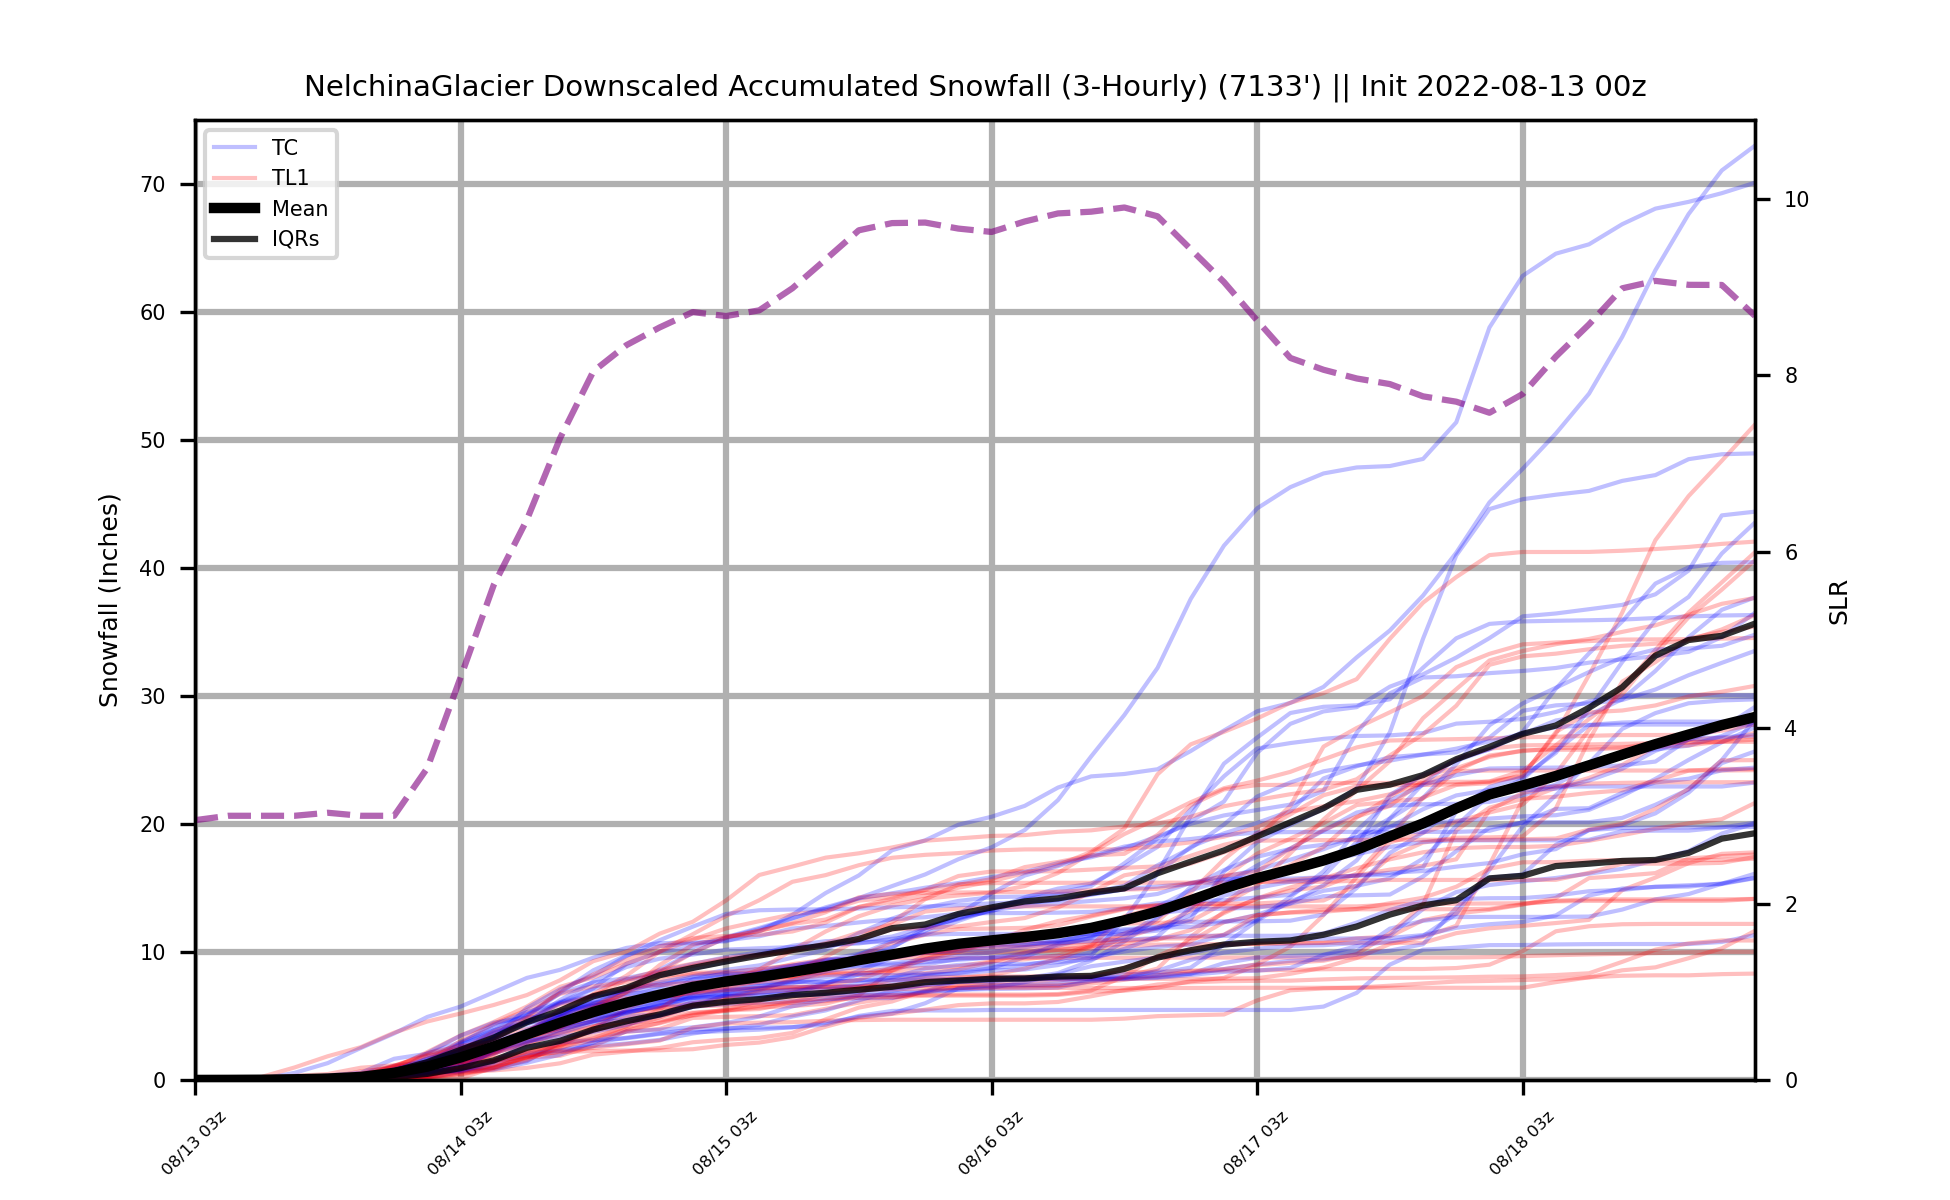 NelchinaGlacier Downscaled Accumulated Snowfall (3-Hourly) (7133') || Init 2022-08-13 00z
TC
TL1
Mean
IQRs
Snowfall (Inches)
70
60
50
40
30
20
10
0
10
8
6
4
2
0
SLR
08/13 03z
08/14 03z
08/15 03z
08/16 03z
08/17 03z
08/18 03z